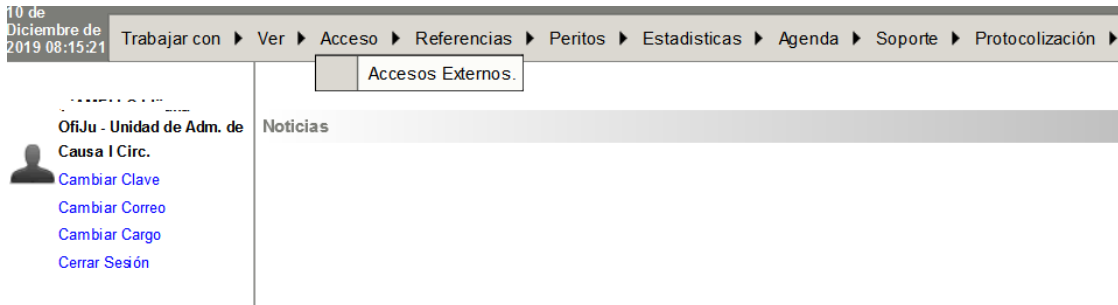 10 de
Diciembre de
2019 08:15:21
Trabajar con Ver Acceso Referencias Peritos Estadisticas Agenda Soporte Protocolización
Accesos Externos.
OfiJu - Unidad de Adm. de
Causa I Circ.
Noticias
Cambiar Clave
Cambiar Correo
Cambiar Cargo
Cerrar Sesión